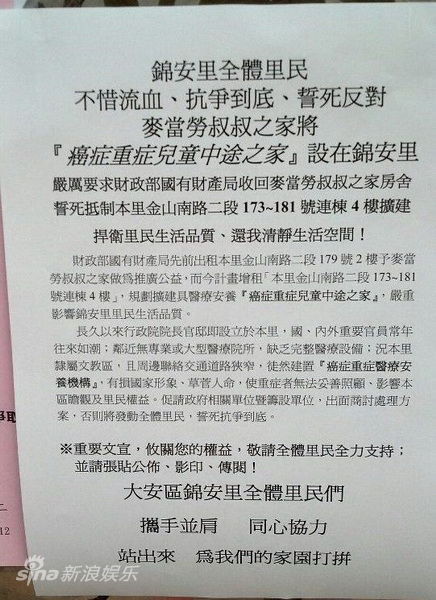 錦安里全體里民
不惜流血、抗爭到底、誓死反對
麥當勞叔叔之家將
『癌症重症兒童中途之家』設在錦安里
嚴厲要求財政部國有財產局收回麥當勞叔叔之家房舍
誓死抵制本里金山南路二段 173~181 號連棟 4 樓擴建
捍衛里民生活品質、還我清靜生活空間！
財政部國有財產局先前出租本里金山南路二段 179 號 2 樓予麥當
勞叔叔之家做為推廣公益，而今計畫增租「本里金山南路二段 173~181
號連棟 4 樓」，規劃擴建具醫療安養『癌症重症兒童中途之家』，嚴重
影響錦安里里民生活品質。
長久以來行政院院長官邸即設立於本里，國、內外重要官員常年
往來如潮；鄰近無專業或大型醫療院所，缺乏完整醫療設備；況本里
隸屬文教區，且周邊聯絡交通道路狹窄，徒然建置『癌症重症醫療安
養機構』，有損國家形象、草菅人命，使重症者無法妥善照顧、影響本
區瞻觀及里民權益。促請政府相關單位暨籌設單位，出面商討處理方
案，否則將發動全體里民，誓死抗爭到底。
※重要文宣，攸關您的權益，敬請全體里民全力支持；
並請張貼公佈、影印、傳閱！
大安區錦安里全體里民們
攜手並肩 同心協力
站出來 為我們的家園打拚
12
sina新浪娱乐